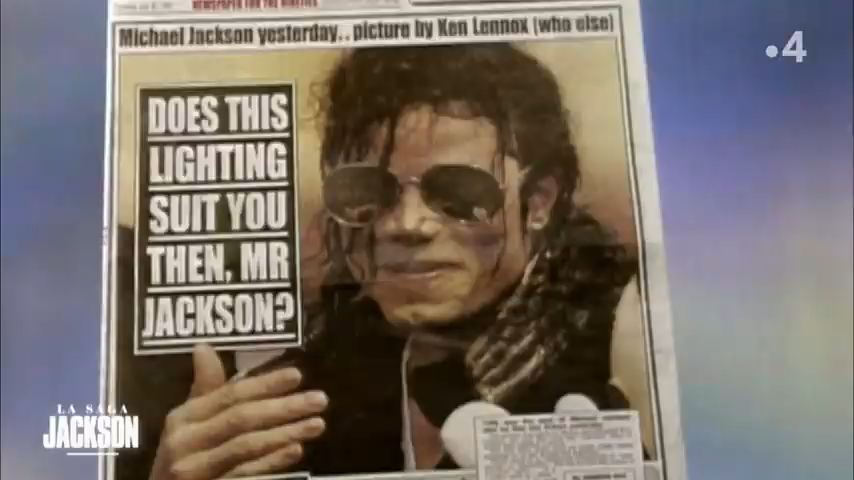 NEWSPAPER FOR THE NINETIES
Michael Jackson yesterday.. picture by Ken Lennox (who else)
4
DOES THIS
LIGHTING
SUIT YOU
THEN, MR
JACKSON?
LA SAGA
JACKSON